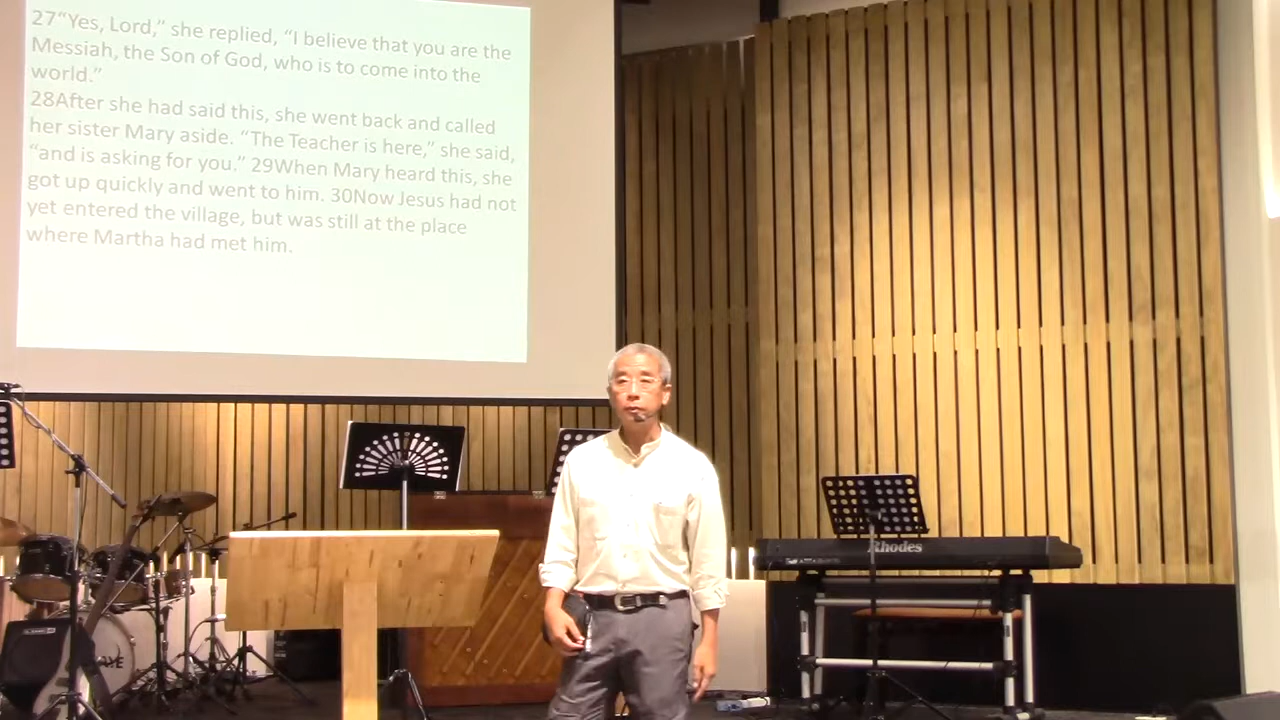 27“Yes, Lord,” she replied, “I believe that you are the
Messiah, the Son of God, who is to come into the
world.”
28After she had said this, she went back and called
her sister Mary aside. “The Teacher is here,” she said,
“and is asking for you.” 29When Mary heard this, she
got up quickly and went to him. 30Now Jesus had not
yet entered the village, but was still at the place
where Martha had met him.
Rhodes